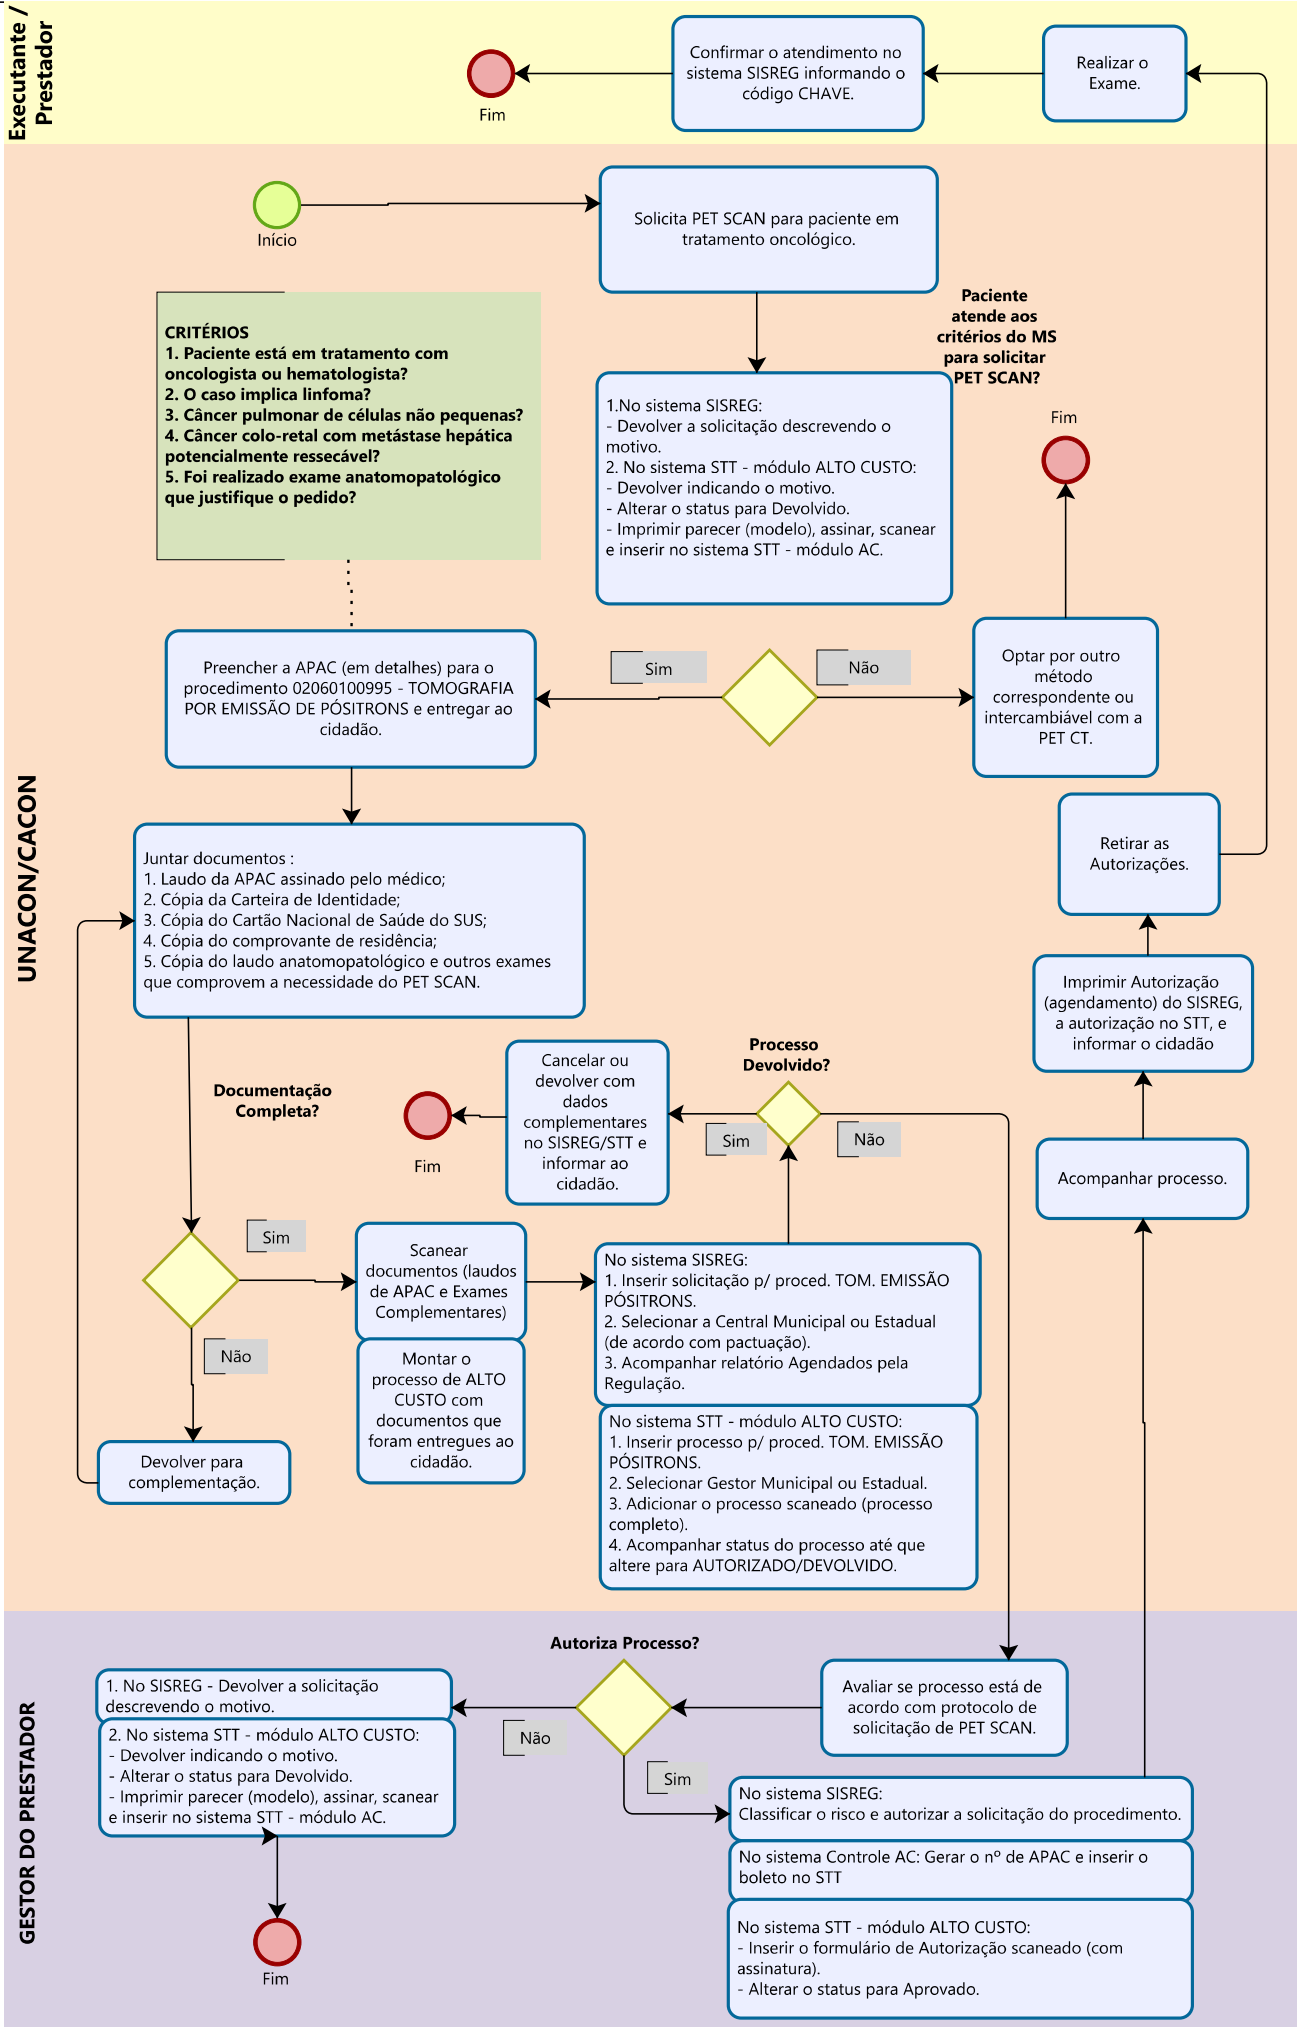 Executante /
Prestador
Confirmar o atendimento no
sistema SISREG informando o
código CHAVE.
Realizar o
Exame.
Fim
UNACON/CACON
Início
Solicita PET SCAN para paciente em
tratamento oncológico.
CRITÉRIOS
1. Paciente está em tratamento com
oncologista ou hematologista?
2. O caso implica linfoma?
3. Câncer pulmonar de células não pequenas?
4. Câncer colo-retal com metástase hepática
potencialmente ressecável?
5. Foi realizado exame anatomopatológico
que justifique o pedido?
Paciente
atende aos
critérios do MS
para solicitar
PET SCAN?
1.No sistema SISREG:
- Devolver a solicitação descrevendo o
motivo.
2. No sistema STT - módulo ALTO CUSTO:
- Devolver indicando o motivo.
- Alterar o status para Devolvido.
- Imprimir parecer (modelo), assinar, scanear
e inserir no sistema STT - módulo AC.
Fim
Preencher a APAC (em detalhes) para o
procedimento 02060100995 - TOMOGRAFIA
POR EMISSÃO DE PÓSITRONS e entregar ao
cidadão.
Sim
Não
Optar por outro
método
correspondente ou
intercambiável com a
PET CT.
Juntar documentos :
1. Laudo da APAC assinado pelo médico;
2. Cópia da Carteira de Identidade;
3. Cópia do Cartão Nacional de Saúde do SUS;
4. Cópia do comprovante de residência;
5. Cópia do laudo anatomopatológico e outros exames
que comprovem a necessidade do PET SCAN.
Retirar as
Autorizações.
Imprimir Autorização
(agendamento) do SISREG,
a autorização no STT, e
informar o cidadão
Documentação
Completa?
Fim
Cancelar ou
devolver com
dados
complementares
no SISREG/STT e
informar ao
cidadão.
Processo
Devolvido?
Sim
Não
Acompanhar processo.
Sim
Não
Scanear
documentos (laudos
de APAC e Exames
Complementares)
Montar o
processo de ALTO
CUSTO com
documentos que
foram entregues ao
cidadão.
No sistema SISREG:
1. Inserir solicitação p/ proced. TOM. EMISSÃO
PÓSITRONS.
2. Selecionar a Central Municipal ou Estadual
(de acordo com pactuação).
3. Acompanhar relatório Agendados pela
Regulação.
No sistema STT - módulo ALTO CUSTO:
1. Inserir processo p/ proced. TOM. EMISSÃO
PÓSITRONS.
2. Selecionar Gestor Municipal ou Estadual.
3. Adicionar o processo scaneado (processo
completo).
4. Acompanhar status do processo até que
altere para AUTORIZADO/DEVOLVIDO.
Devolver para
complementação.
GESTOR DO PRESTADOR
Autoriza Processo?
1. No SISREG - Devolver a solicitação
descrevendo o motivo.
2. No sistema STT - módulo ALTO CUSTO:
- Devolver indicando o motivo.
- Alterar o status para Devolvido.
- Imprimir parecer (modelo), assinar, scanear
e inserir no sistema STT - módulo AC.
Não
Sim
Avaliar se processo está de
acordo com protocolo de
solicitação de PET SCAN.
No sistema SISREG:
Classificar o risco e autorizar a solicitação do procedimento.
No sistema Controle AC: Gerar o nº de APAC e inserir o
boleto no STT
No sistema STT - módulo ALTO CUSTO:
- Inserir o formulário de Autorização scaneado (com
assinatura).
- Alterar o status para Aprovado.
Fim